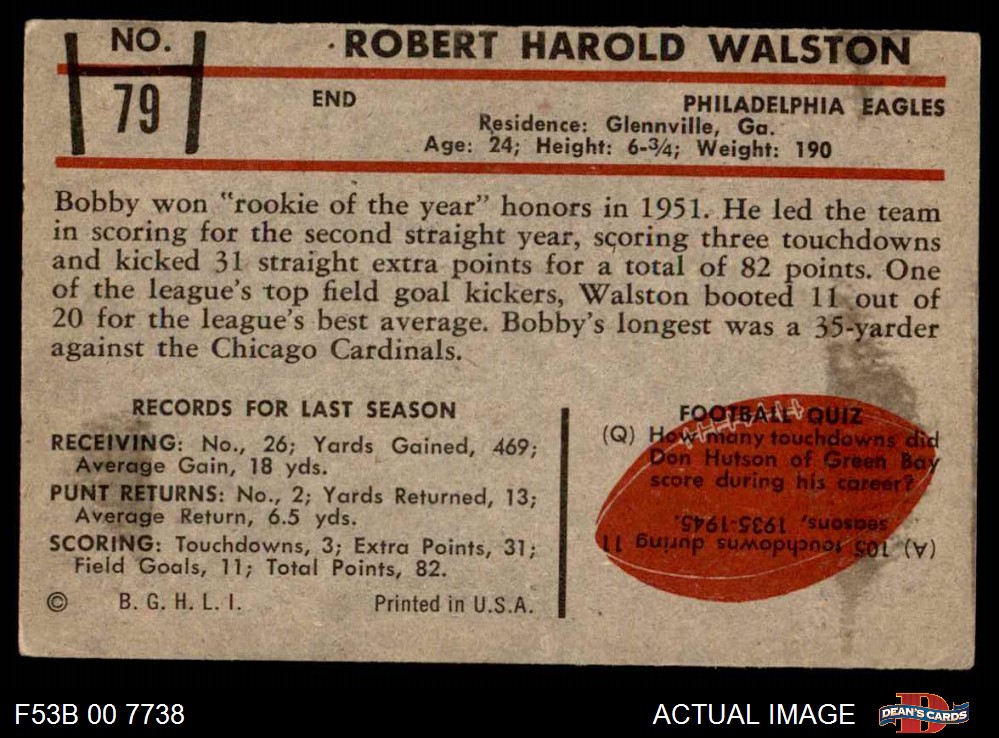 NO.
79
ROBERT HAROLD WALSTON
END
PHILADELPHIA EAGLES
Residence: Glennville, Ga.
Age: 24; Height: 6-¾; Weight: 190
Bobby won "rookie of the year" honors in 1951. He led the team
in scoring for the second straight year, scoring three touchdowns
and kicked 31 straight extra points for a total of 82 points. One
of the league's top field goal kickers, Walston booted 11 out of
20 for the league's best average. Bobby's longest was a 35-yarder
against the Chicago Cardinals.
RECORDS FOR LAST SEASON
RECEIVING: No., 26; Yards Gained, 469;
Average Gain, 18 yds.
PUNT RETURNS: No., 2; Yards Returned, 13;
Average Return, 6.5 yds.
SCORING: Touchdowns, 3; Extra Points, 31;
Field Goals, 11; Total Points, 82.
© B. G. H. L. I. Printed in U.S.A.
FOOTBALL QUIZ
(Q) How many touchdowns did
Don Hutson of Green Bay
score during his career?
(A) 105 touchdowns during 11
seasons, 1935-1945.
F53B 00 7738
ACTUAL IMAGE
DEAN'S CARDS